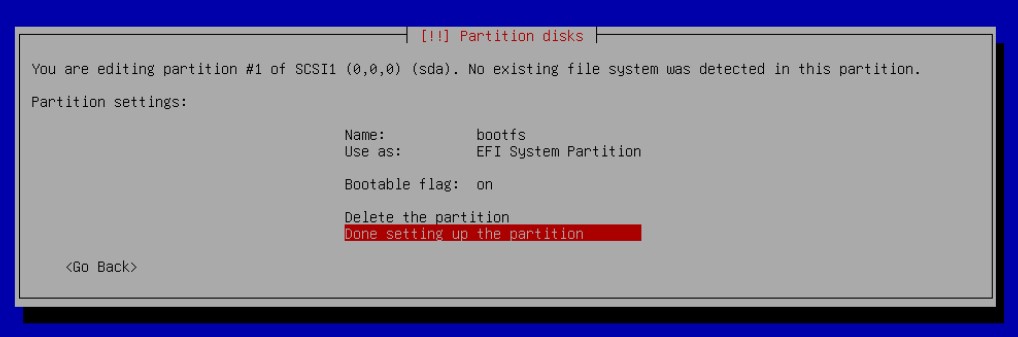 [!!] Partition disks
You are editing partition #1 of SCSI1 (0,0,0) (sda). No existing file system was detected in this partition.
Partition settings:
Name: bootfs
Use as: EFI System Partition
Bootable flag: on
Delete the partition
Done setting up the partition
<Go Back>